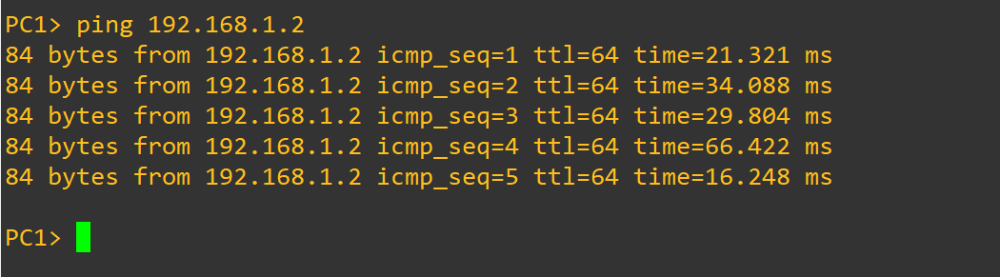 PC1> ping 192.168.1.2
84 bytes from 192.168.1.2 icmp_seq=1 ttl=64 time=21.321 ms
84 bytes from 192.168.1.2 icmp_seq=2 ttl=64 time=34.088 ms
84 bytes from 192.168.1.2 icmp_seq=3 ttl=64 time=29.804 ms
84 bytes from 192.168.1.2 icmp_seq=4 ttl=64 time=66.422 ms
84 bytes from 192.168.1.2 icmp_seq=5 ttl=64 time=16.248 ms
PC1>